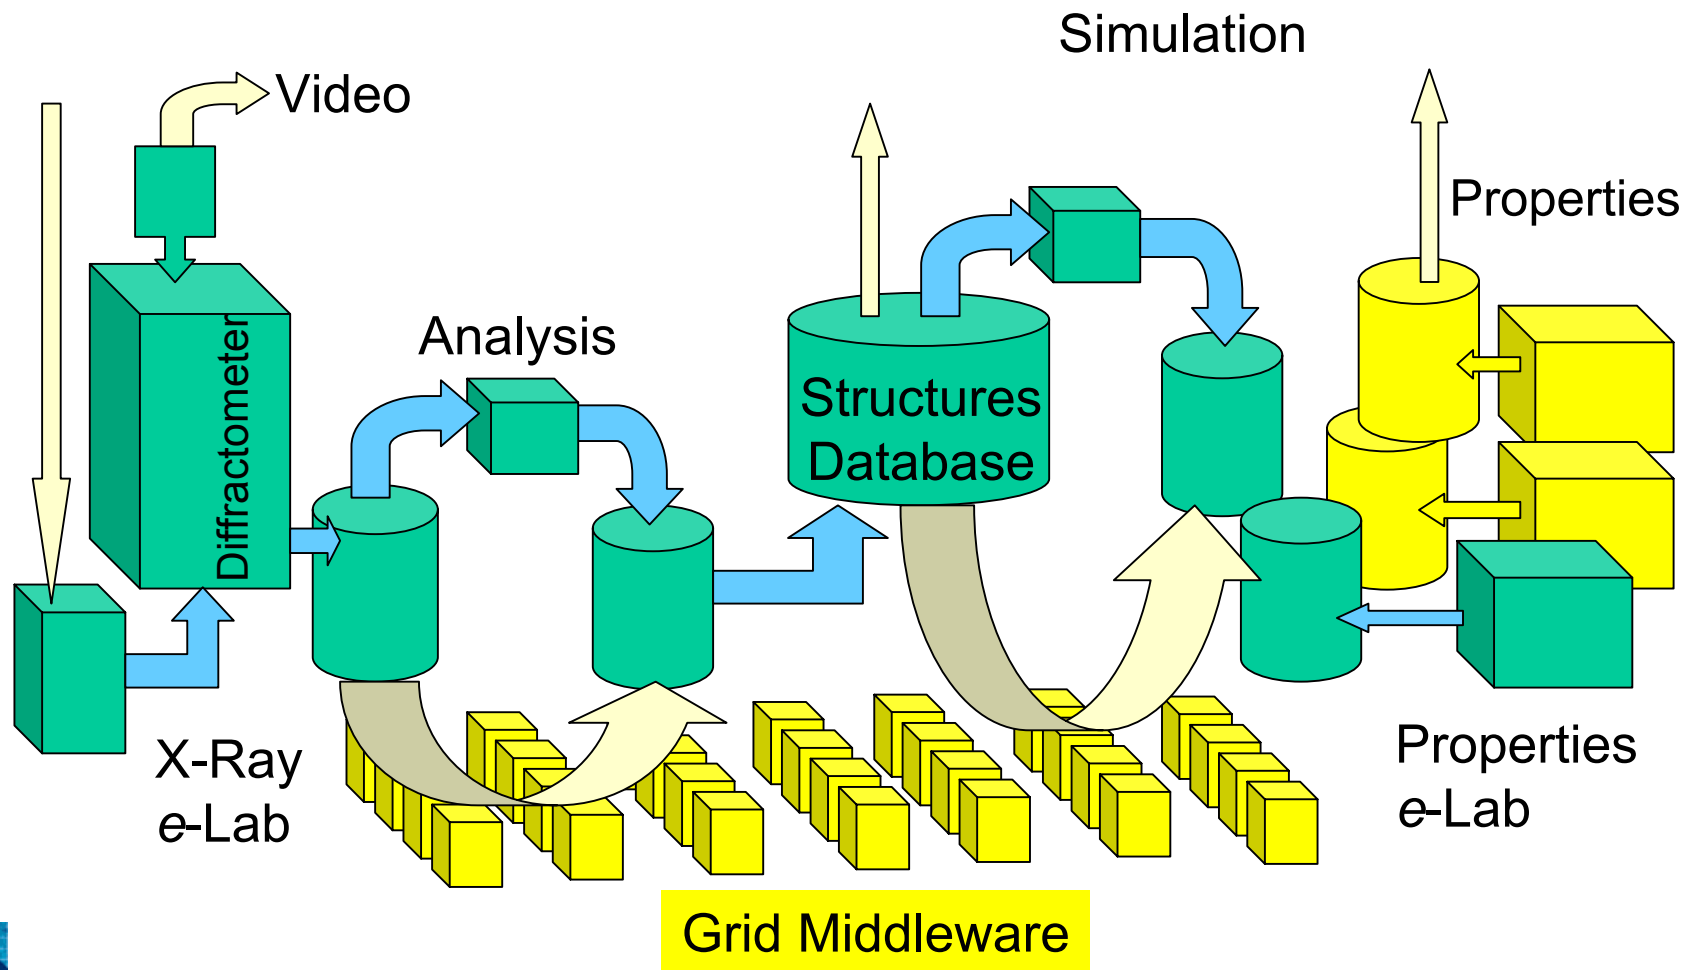 Simulation
Video
Properties
Analysis
Diffractometer
Structures
Database
X-Ray
e-Lab
Properties
e-Lab
Grid Middleware